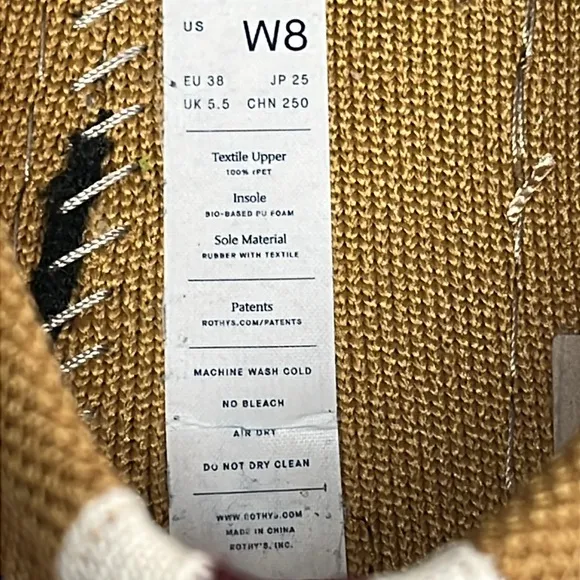 US W8
EU 38 JP 25
UK 5.5 CHN 250
Textile Upper
100% rPET
Insole
BIO-BASED PU FOAM
Sole Material
RUBBER WITH TEXTILE
Patents
ROTHYS.COM/PATENTS
MACHINE WASH COLD
NO BLEACH
AIR DRY
DO NOT DRY CLEAN
WWW.ROTHYS.COM
MADE IN CHINA
ROTHY'S, INC.